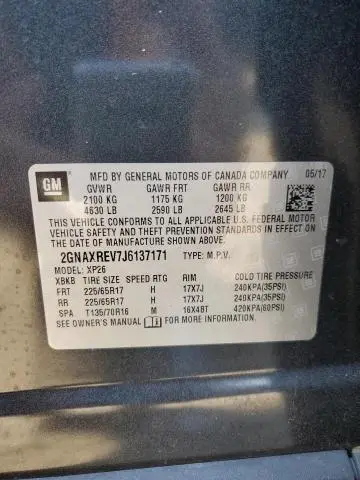 GM
MFD BY GENERAL MOTORS OF CANADA COMPANY 05/17
GVWR GAWR FRT GAWR RR
2100 KG 1175 KG 1200 KG
4630 LB 2590 LB 2645 LB
THIS VEHICLE CONFORMS TO ALL APPLICABLE U.S. FEDERAL MOTOR
VEHICLE SAFETY AND THEFT PREVENTION STANDARDS IN EFFECT ON
THE DATE OF MANUFACTURE SHOWN ABOVE.
2GNAXREV7J6137171 TYPE: M.P.V.
MODEL: XP26
XBKB TIRE SIZE SPEED RTG RIM COLD TIRE PRESSURE
FRT 225/65R17 H 17X7J 240KPA(35PSI)
RR 225/65R17 H 17X7J 240KPA(35PSI)
SPA T135/70R16 M 16X4BT 420KPA(60PSI)
SEE OWNER'S MANUAL FOR ADDITIONAL INFORMATION.